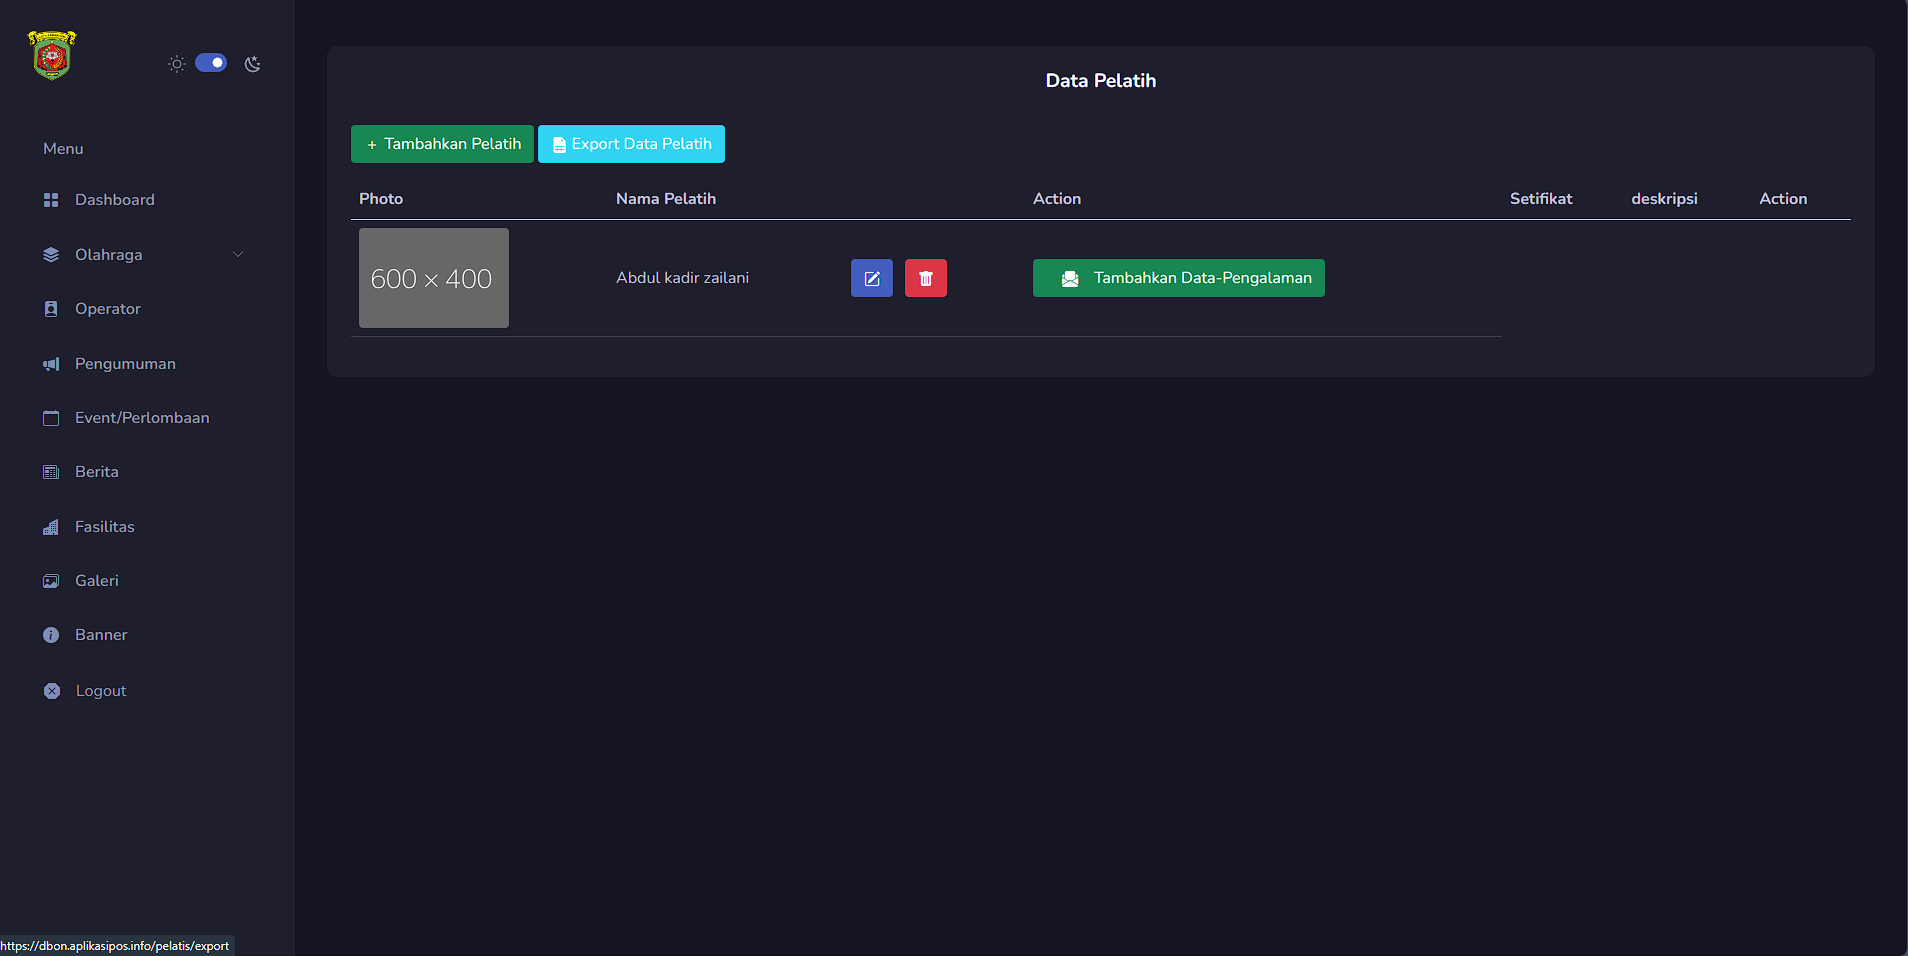 Menu
Dashboard
Olahraga
Operator
Pengumuman
Event/Perlombaan
Berita
Fasilitas
Galeri
Banner
Logout
Data Pelatih
+ Tambahkan Pelatih Export Data Pelatih
Photo Nama Pelatih Action Setifikat deskripsi Action
600 × 400 Abdul kadir zailani Tambahkan Data-Pengalaman
https://dbon.aplikasipos.info/pelatis/export